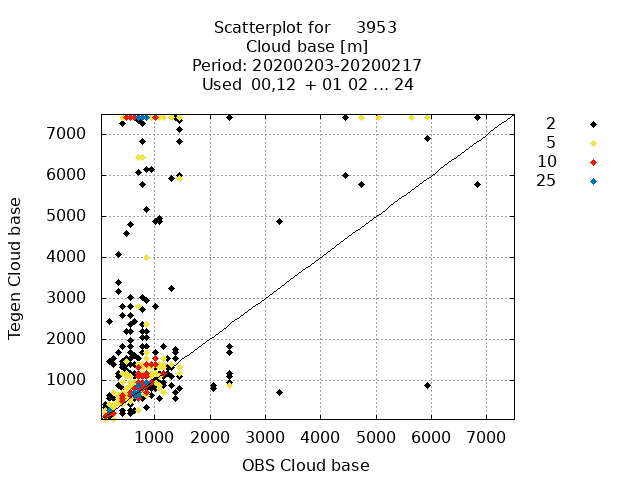 Scatterplot for 3953
Cloud base [m]
Period: 20200203-20200217
Used 00,12 + 01 02 ... 24
Tegen Cloud base
7000
6000
5000
4000
3000
2000
1000
1000 2000 3000 4000 5000 6000 7000
OBS Cloud base
2
5
10
25